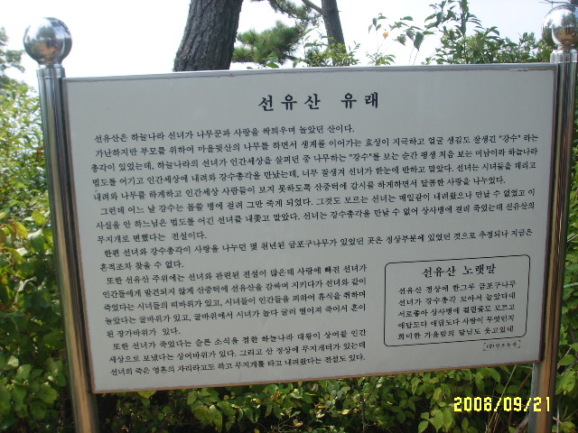 선유산 유래
선유산은 하늘나라 선녀가 나무꾼과 사랑을 싹틔우며 놀았던 산이다.
가난하지만 부모를 위하여 마을뒷산의 나무를 하면서 생계를 이어가는 효성이 지극하고 얼굴 생김도 잘생긴 "강수" 라는
총각이 있었는데, 하늘나라의 선녀가 인간세상을 살피던 중 나무하는 "강수"를 보는 순간 평생 처음 보는 미남이라 하늘나라
법도를 어기고 인간세상에 내려와 강수총각을 만났는데, 너무 잘생겨 선녀가 한눈에 반하고 말았다. 선녀는 시녀들을 데리고
내려와 나무를 하게하고 인간세상 사람들이 보지 못하도록 산중턱에 감시를 하게하면서 달콤한 사랑을 나누었다.
그런데 어느 날 강수는 몹쓸 병에 걸려 그만 죽게 되었다. 그것도 모르는 선녀는 매일같이 내려왔으나 만날 수 없었고 이
사실을 안 하느님은 법도를 어긴 선녀를 내쫓고 말았다. 선녀는 강수총각을 만날 수 없어 상사병에 걸려 죽었는데 선유산의
무지개로 변했다는 전설이다.
한편 선녀와 강수총각이 사랑을 나누던 몇 천년된 금포구나무가 있었던 곳은 정상부분에 있었던 것으로 추정되나 지금은
흔적조차 찾을 수 없다.
또한 선유산 주위에는 선녀와 관련된 전설이 많은데 사랑에 빠진 선녀가
인간들에게 발견되지 않게 산중턱에 선유산을 감싸며 지키다가 선녀와 같이
죽었다는 시녀들의 띠바위가 있고, 시녀들이 인간들을 피하여 휴식을 취하며
놀았다는 굴바위가 있고, 굴바위에서 시녀가 놀다 굴러 떨어져 죽어서 혼이
된 장가바위가 있다.
또한 선녀가 죽었다는 슬픈 소식을 접한 하늘나라 대왕이 상여를 인간
세상으로 보냈다는 상여바위가 있다. 그리고 산 정상에 무지개터가 있는데
선녀의 죽은 영혼의 자리라고도 하고 무지개를 타고 내려왔다는 전설도 있다.
선유산 노랫말
선유산 정상에 한그루 금포구나무
선녀가 강수총각 모아서 놀았다네
서로좋아 상사병에 걸렸을도 모르고
애닯도다 애닯도다 사랑이 무엇인지
희미한 가을밤의 달님도 웃고있네
2008/09/21